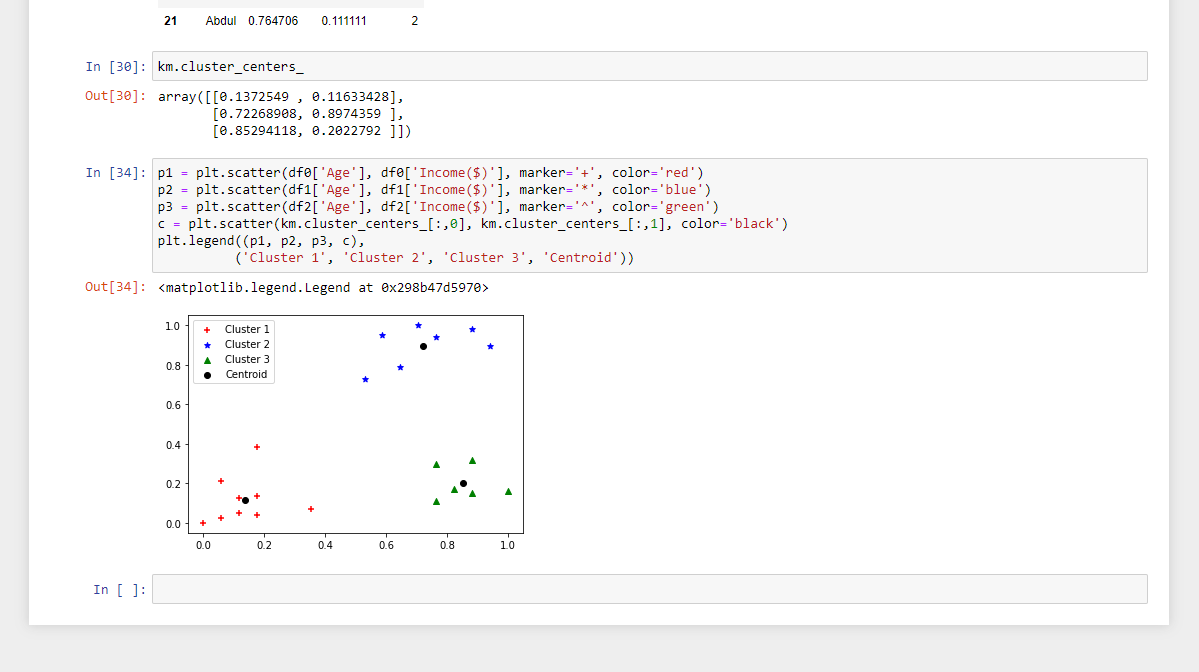 21 Abdul 0.764706 0.111111 2
In [30]: km.cluster_centers_
Out[30]: array([[0.1372549 , 0.11633428],
       [0.72268908, 0.8974359 ],
       [0.85294118, 0.2022792 ]])
In [34]: p1 = plt.scatter(df0['Age'], df0['Income($)'], marker='+', color='red')
p2 = plt.scatter(df1['Age'], df1['Income($)'], marker='*', color='blue')
p3 = plt.scatter(df2['Age'], df2['Income($)'], marker='^', color='green')
c = plt.scatter(km.cluster_centers_[:,0], km.cluster_centers_[:,1], color='black')
plt.legend((p1, p2, p3, c),
          ('Cluster 1', 'Cluster 2', 'Cluster 3', 'Centroid'))
Out[34]: <matplotlib.legend.Legend at 0x298b47d5970>
Cluster 1
Cluster 2
Cluster 3
Centroid
1.0
0.8
0.6
0.4
0.2
0.0
0.0 0.2 0.4 0.6 0.8 1.0
In [ ]: